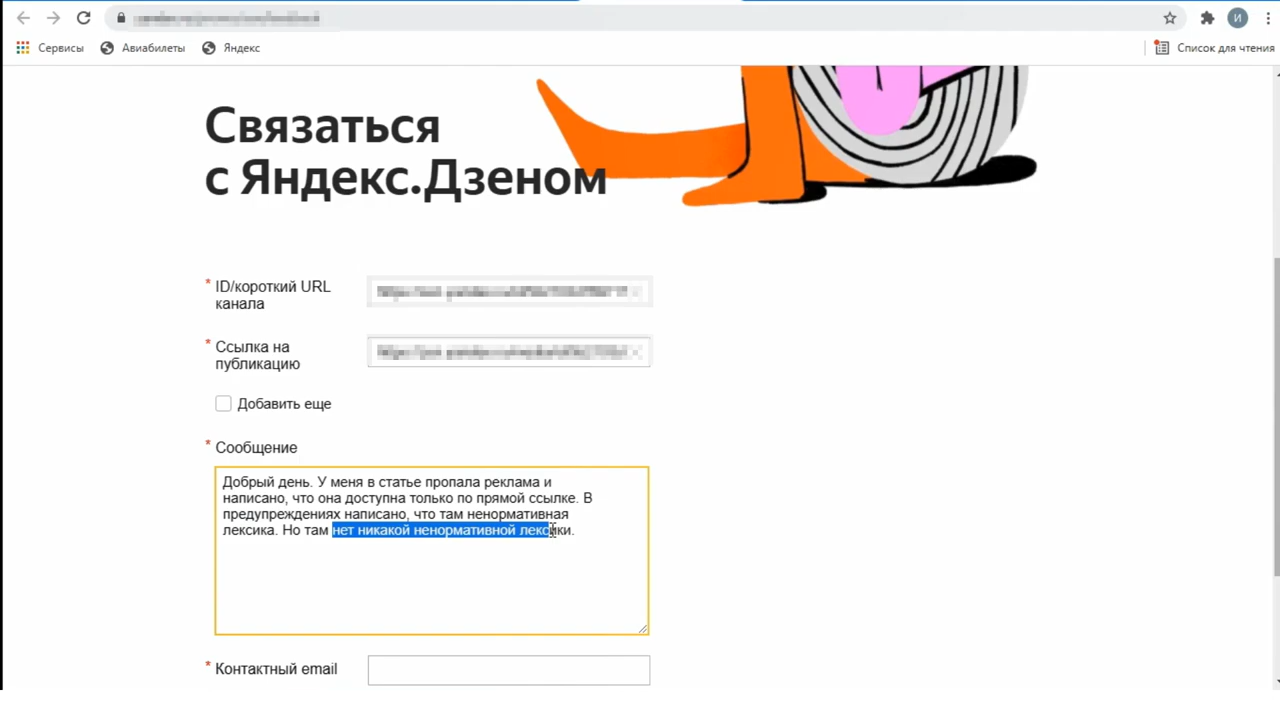 И
Сервисы
Авиабилеты
Яндекс
Список для чтения
Связаться
с Яндекс.Дзеном
* ID/короткий URL
канала
* Ссылка на
публикацию
Добавить еще
* Сообщение
Добрый день. У меня в статье пропала реклама и
написано, что она доступна только по прямой ссылке. В
предупреждениях написано, что там ненормативная
лексика. Но там нет никакой ненормативной лексики.
* Контактный email